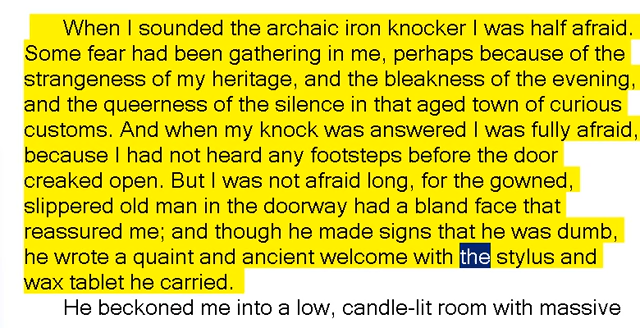 When I sounded the archaic iron knocker I was half afraid.
Some fear had been gathering in me, perhaps because of the
strangeness of my heritage, and the bleakness of the evening,
and the queerness of the silence in that aged town of curious
customs. And when my knock was answered I was fully afraid,
because I had not heard any footsteps before the door
creaked open. But I was not afraid long, for the gowned,
slippered old man in the doorway had a bland face that
reassured me; and though he made signs that he was dumb,
he wrote a quaint and ancient welcome with the stylus and
wax tablet he carried.
He beckoned me into a low, candle-lit room with massive